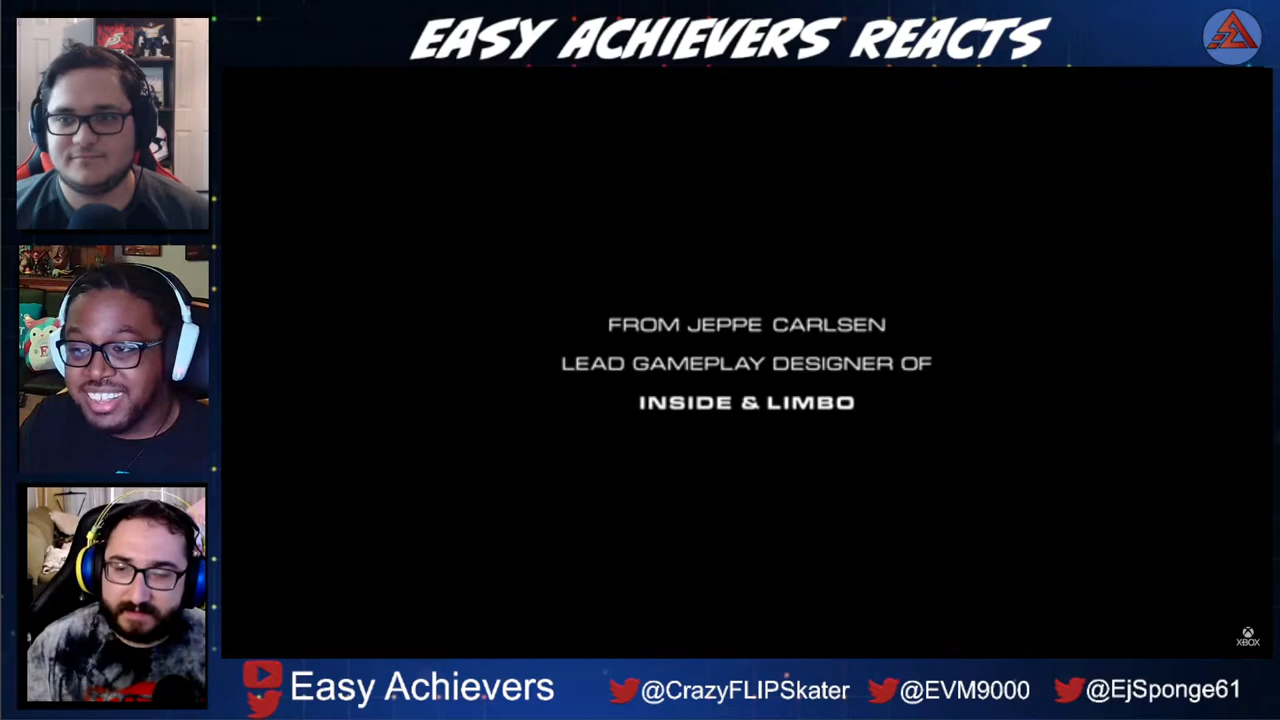 EASY ACHIEVERS REACTS
FROM JEPPE CARLSEN
LEAD GAMEPLAY DESIGNER OF
INSIDE & LIMBO
XBOX
Easy Achievers
@CrazyFLIPSkater
@EVM9000
@EjSponge61